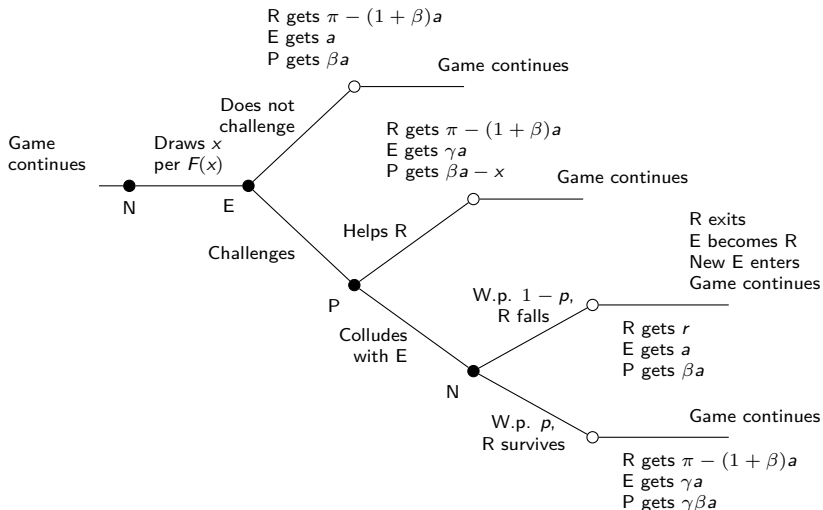 R gets π − (1 + β)a
E gets a
P gets βa
Game continues
Does not
challenge
Game
continues
Draws x
per F(x)
N
E
R gets π − (1 + β)a
E gets γa
P gets βa − x
Game continues
Challenges
Helps R
P
R exits
E becomes R
New E enters
Game continues
W.p. 1 − p,
R falls
R gets r
E gets a
P gets βa
Colludes
with E
N
W.p. p,
R survives
Game continues
R gets π − (1 + β)a
E gets γa
P gets γβa